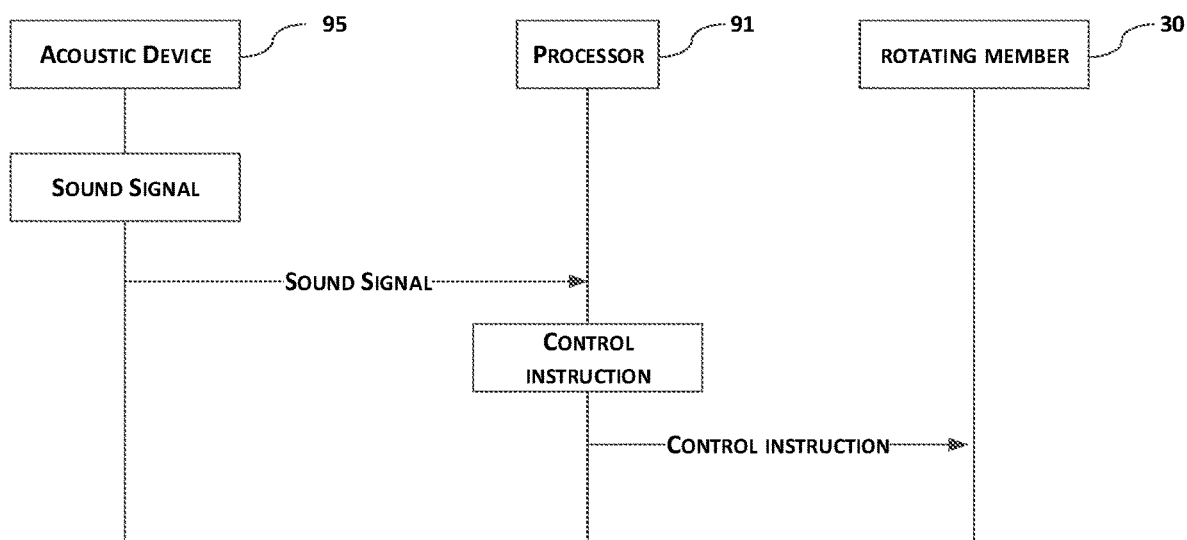 ACOUSTIC DEVICE
95
PROCESSOR
91
ROTATING MEMBER
30
SOUND SIGNAL
SOUND SIGNAL
CONTROL
INSTRUCTION
CONTROL INSTRUCTION